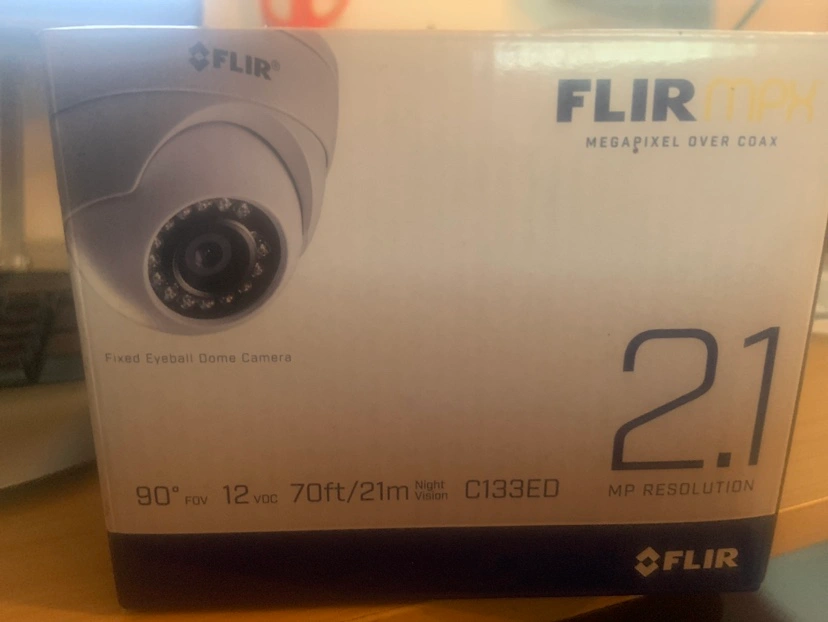 FLIR®
FLIR MPX
MEGAPIXEL OVER COAX
Fixed Eyeball Dome Camera
2.1
MP RESOLUTION
90° FOV 12 VDC 70ft/21m Night Vision C133ED
FLIR